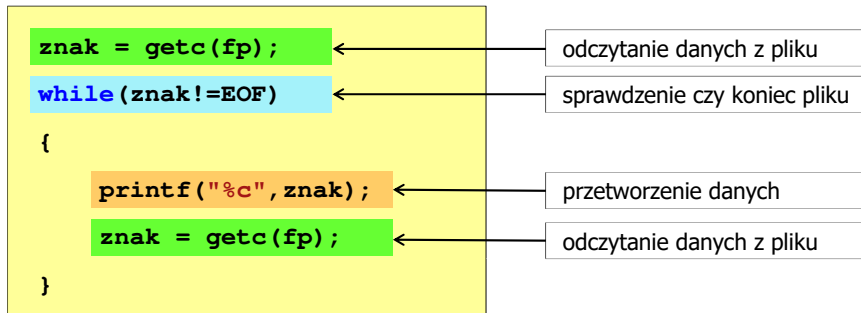 znak = getc(fp);
odczytanie danych z pliku
while(znak!=EOF)
sprawdzenie czy koniec pliku
{
printf("%c",znak);
przetworzenie danych
znak = getc(fp);
odczytanie danych z pliku
}